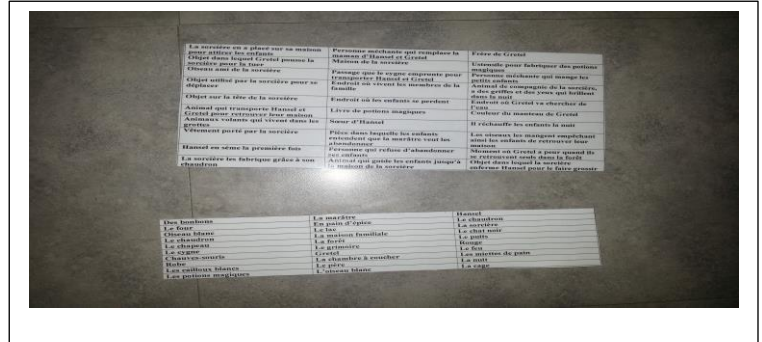 La sorcière en a placé sur sa maison
pour attirer les enfants
Personne méchante qui remplace la
maman d'Hansel et Gretel
Frère de Gretel
Objet dans lequel Gretel pousse la
sorcière pour la tuer
Maison de la sorcière
Ustensile pour fabriquer des potions
magiques
Oiseau ami de la sorcière
Passage que le cygne emprunte pour
transporter Hansel et Gretel
Personne méchante qui mange les
petits enfants
Objet utilisé par la sorcière pour se
déplacer
Endroit où vivent les membres de la
famille
Animal de compagnie de la sorcière,
a des griffes et des yeux qui brillent
dans la nuit
Objet sur la tête de la sorcière
Endroit où les enfants se perdent
Endroit où Gretel va chercher de
l'eau
Animal qui transporte Hansel et
Gretel pour retrouver leur maison
Livre de potions magiques
Couleur du manteau de Gretel
Animaux volants qui vivent dans les
grottes
Sœur d'Hansel
Il réchauffe les enfants la nuit
Vêtement porté par la sorcière
Pièce dans laquelle les enfants
entendent que la marâtre veut les
abandonner
Les oiseaux les mangent empêchant
ainsi les enfants de retrouver leur
maison
Hansel en sème la première fois
Personne qui refuse d'abandonner
ses enfants
Moment où Gretel a peur quand ils
se retrouvent seuls dans la forêt
La sorcière les fabrique grâce à son
chaudron
Animal qui guide les enfants jusqu'à
la maison de la sorcière
Objet dans lequel la sorcière
enferme Hansel pour le faire grossir
Des bonbons
La marâtre
Hansel
Le four
En pain d'épice
Le chaudron
Oiseau blanc
Le lac
La sorcière
Le chaudron
La maison familiale
Le chat noir
Le chapeau
La forêt
Le puits
Le cygne
Le grimoire
Rouge
Chauves-souris
Gretel
Le feu
Robe
La chambre à coucher
Les miettes de pain
Les cailloux blancs
Le père
La nuit
Les potions magiques
L'oiseau blanc
La cage